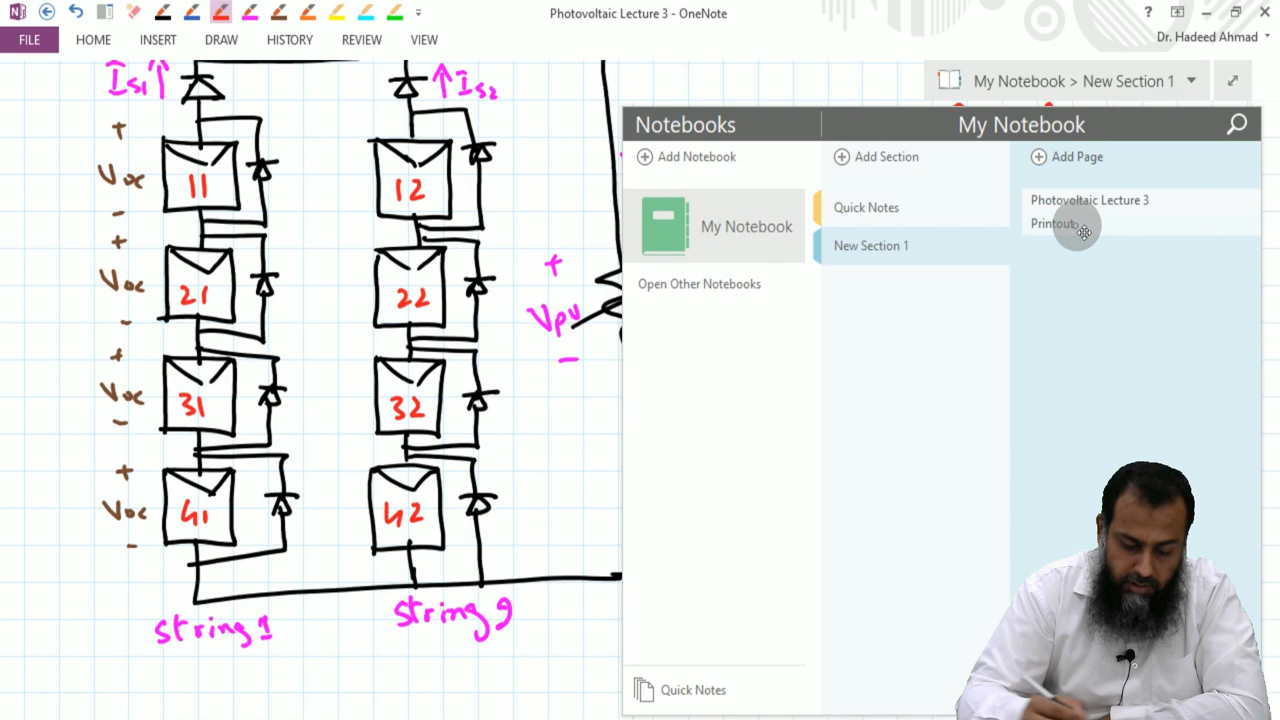 Photovoltaic Lecture 3 - OneNote
?
FILE
HOME
INSERT
DRAW
HISTORY
REVIEW
VIEW
Dr. Hadeed Ahmad
My Notebook > New Section 1
Is1
Is2
Notebooks
My Notebook
Add Notebook
Add Section
Add Page
My Notebook
Quick Notes
New Section 1
Photovoltaic Lecture 3
Printout
Open Other Notebooks
Quick Notes
+
Voc
-
11
12
+
Voc
-
21
22
+
Vpv
-
+
Voc
-
31
32
+
Voc
-
41
42
string 1
string 2